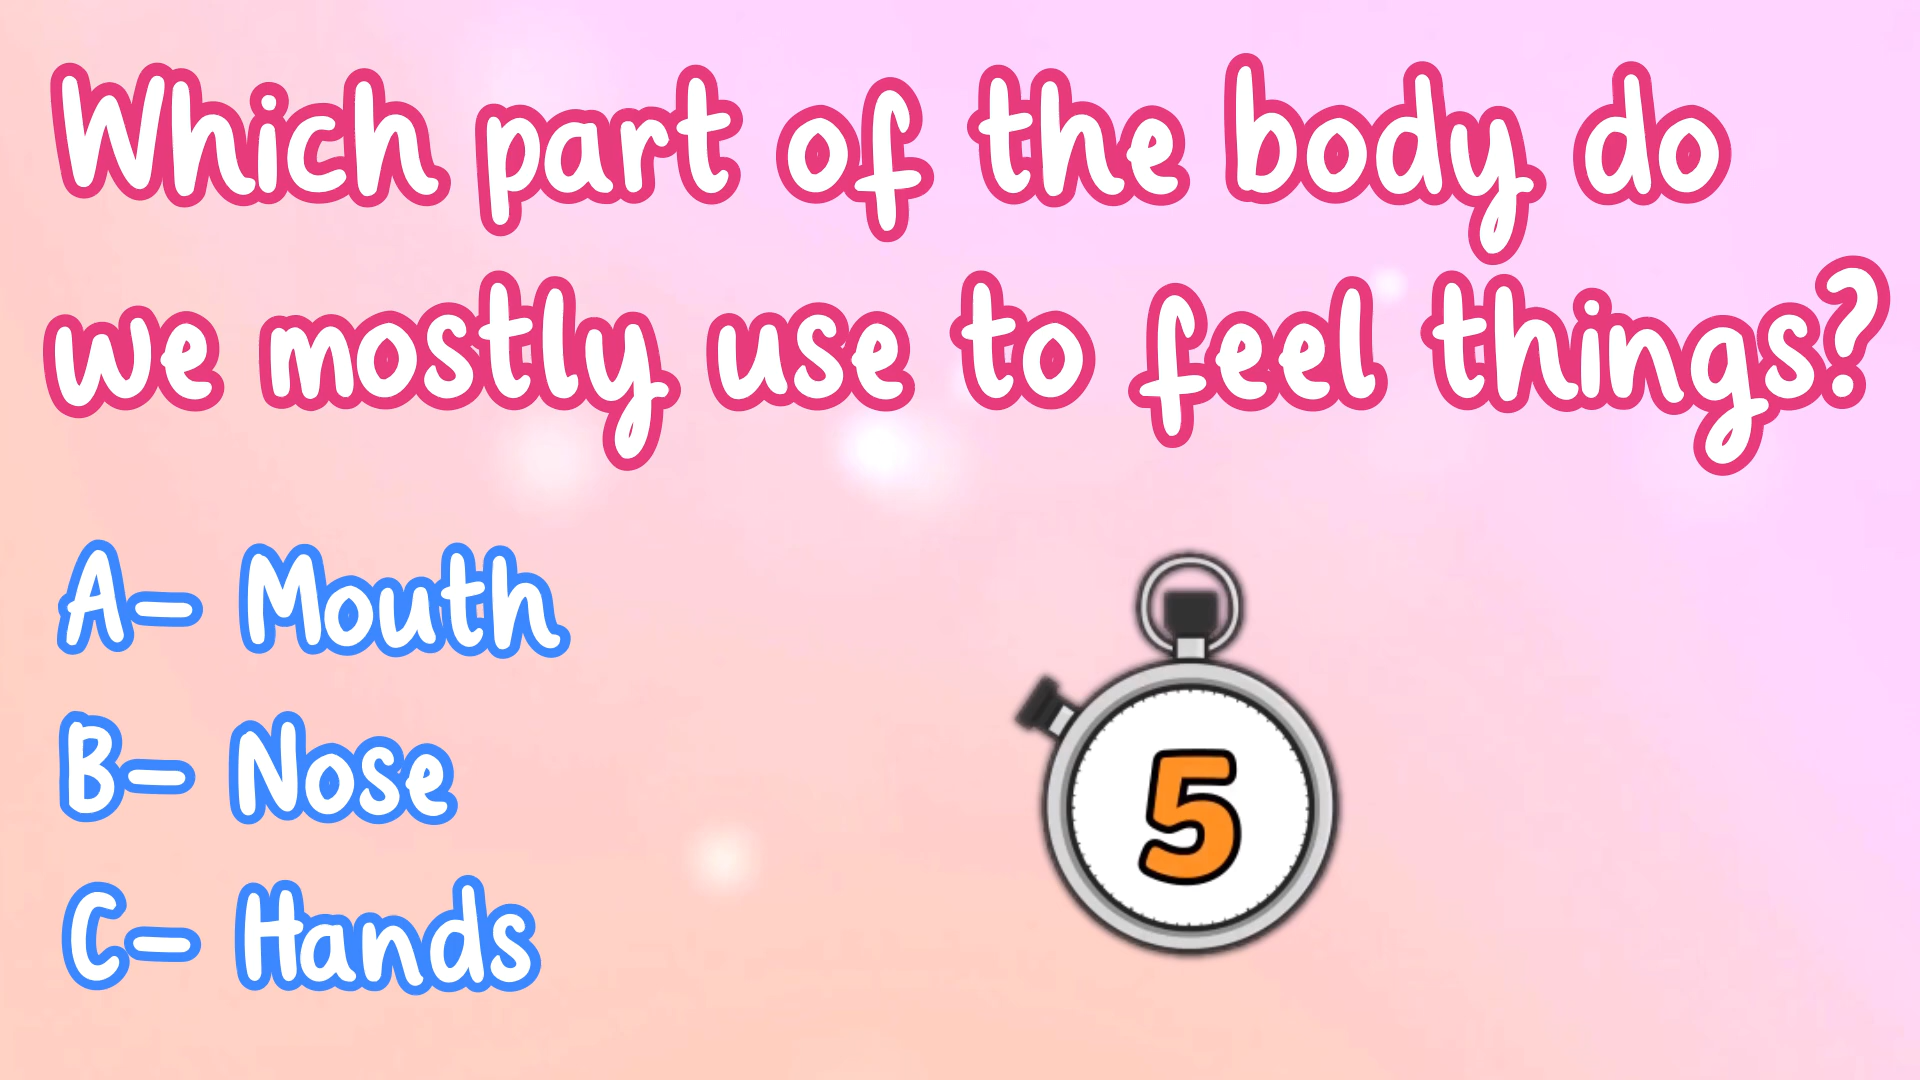 Which part of the body do
we mostly use to feel things?
A- Mouth
B- Nose
C- Hands
5